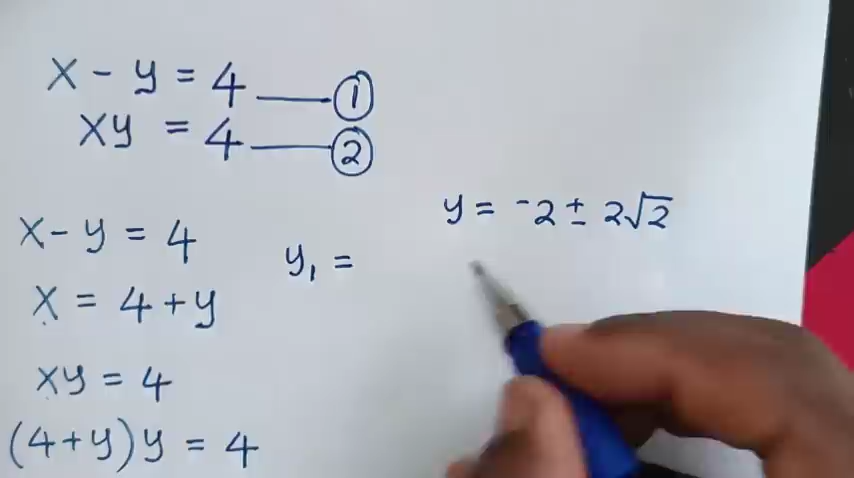 x - y = 4 —— ①
xy = 4 —— ②
x - y = 4
x = 4 + y
xy = 4
(4+y)y = 4
y = -2 ± 2√2
y₁ =